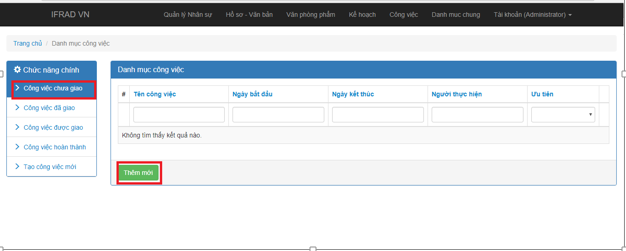 IFRAD VN Quản lý Nhân sự Hồ sơ - Văn bản Văn phòng phẩm Kế hoạch Công việc Danh mục chung Tài khoản (Administrator)
Trang chủ / Danh mục công việc
Chức năng chính
Công việc chưa giao
Công việc đã giao
Công việc được giao
Công việc hoàn thành
Tạo công việc mới
Danh mục công việc
# Tên công việc Ngày bắt đầu Ngày kết thúc Người thực hiện Ưu tiên
Không tìm thấy kết quả nào.
Thêm mới